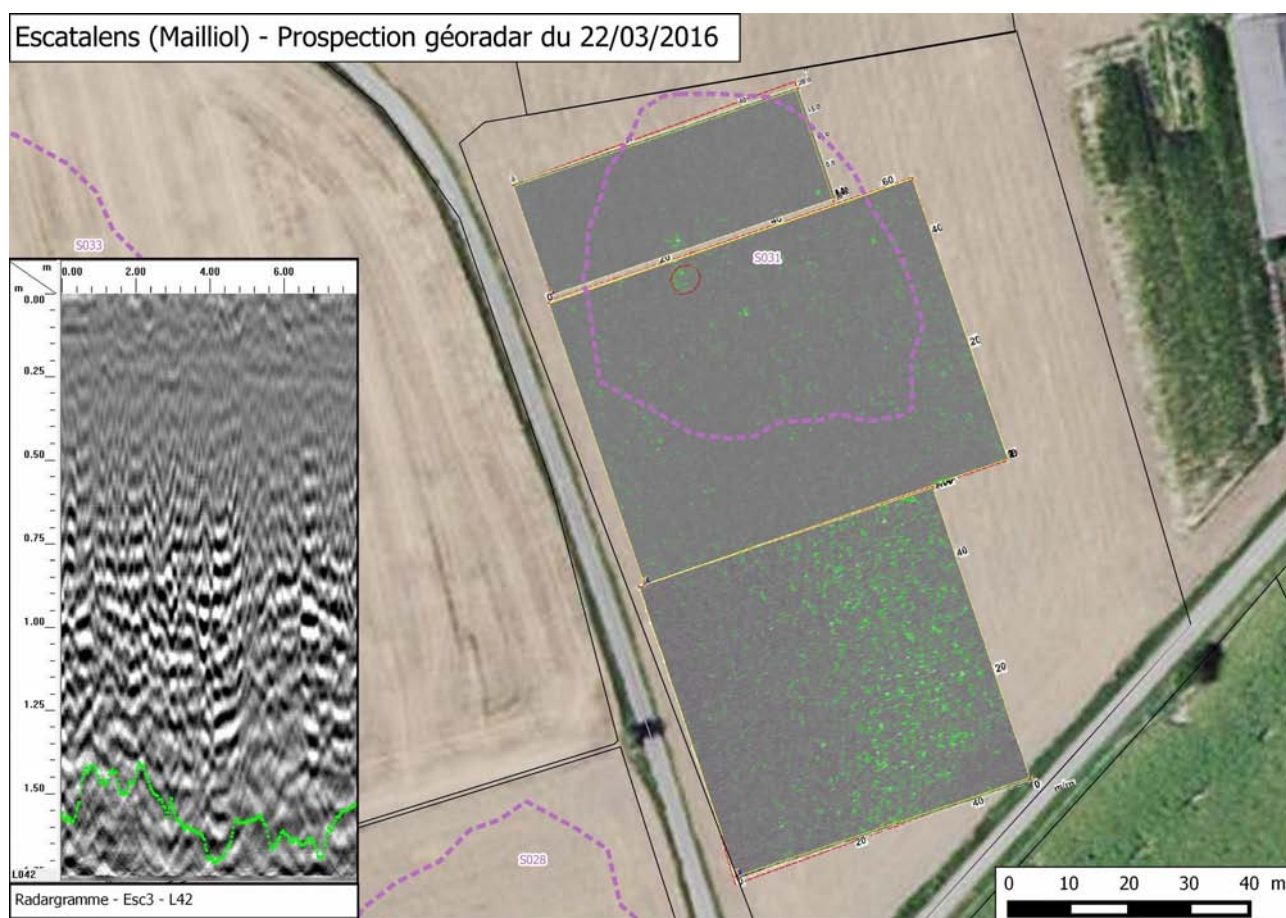 Escatalens (Mailliol) - Prospection géoradar du 22/03/2016
S033
S031
S028
20
40
60
40
20
40
20
0
20
40
0
m 0.00 2.00 4.00 6.00
m
0.00
0.25
0.50
0.75
1.00
1.25
1.50
L042
Radargramme - Esc3 - L42
0 10 20 30 40 m